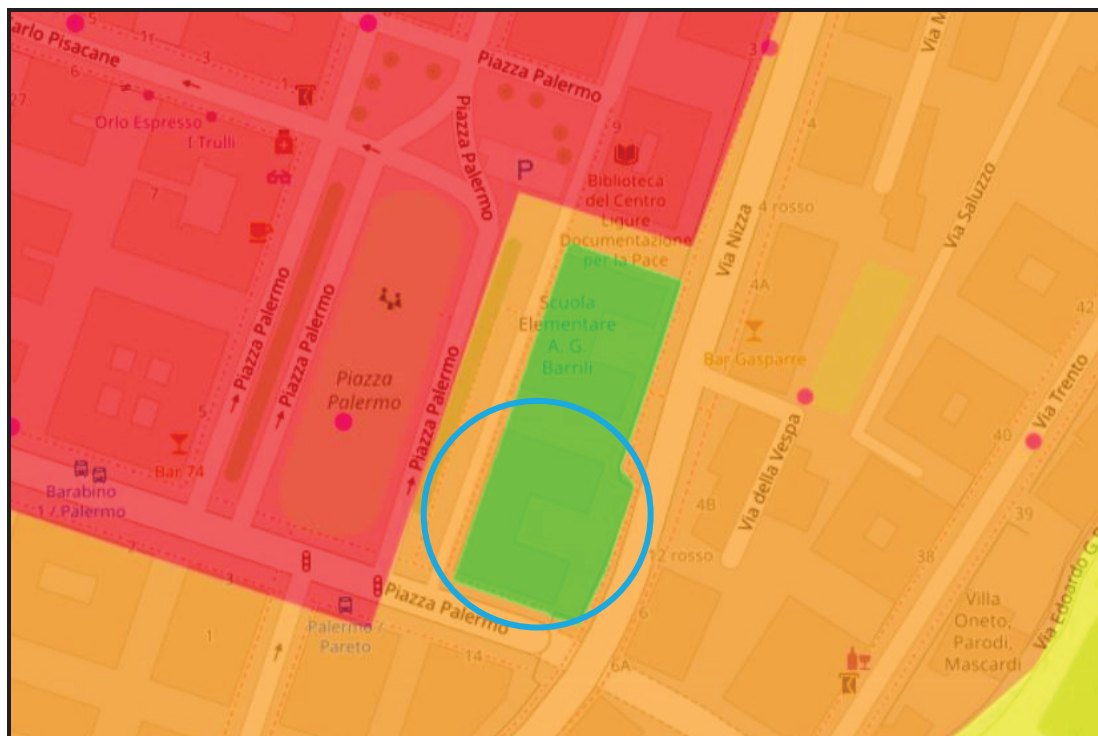 5
arlo Pisacane
11
3
1
6
27
Orlo Espresso
I Trulli
7
Piazza Palermo
Piazza Palermo
P
9
3
Biblioteca
del Centro
Ligure
Documentazione
per la Pace
Via M
4
4 rosso
Via Nizza
Via Saluzzo
4A
42
Scuola
Elementare
A. G.
Barrili
Bar Gasparre
Piazza Palermo
Piazza Palermo
Piazza
Palermo
Piazza Palermo
5
Bar 74
Barabino
1 / Palermo
Via Trento
40
Via della Vespa
4B
39
12 rosso
38
2
3
Piazza Palermo
Palermo /
Pareto
1
14
6
6A
Villa
Oneto,
Parodi,
Mascardi
Via Edoardo G